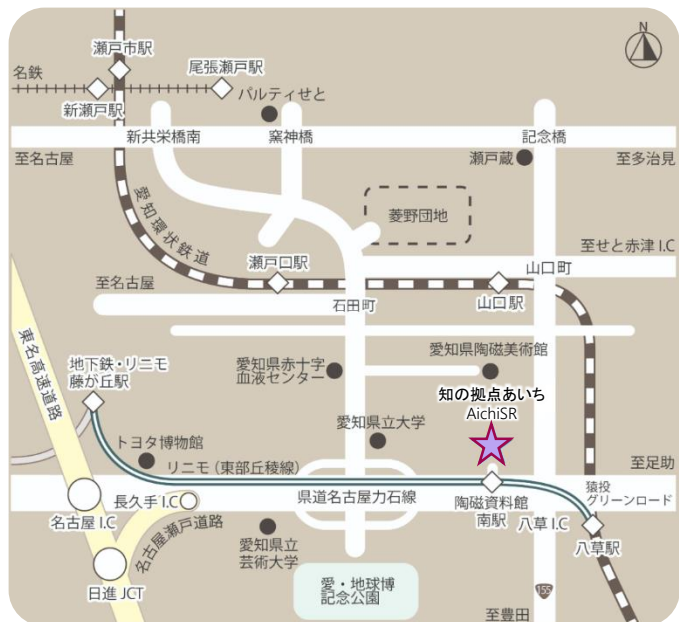 N
瀬戸市駅
名鉄
尾張瀬戸駅
パルティせと
新瀬戸駅
新共栄橋南
窯神橋
記念橋
至名古屋
瀬戸蔵
至多治見
愛知環状鉄道
菱野団地
至せと赤津 I.C
瀬戸口駅
山口町
至名古屋
石田町
山口駅
東名高速道路
地下鉄・リニモ
藤が丘駅
愛知県赤十字
血液センター
愛知県陶磁美術館
知の拠点あいち
AichiSR
愛知県立大学
トヨタ博物館
リニモ（東部丘稜線）
至足助
長久手 I.C
県道名古屋力石線
陶磁資料館
南駅
猿投
グリーンロード
名古屋 I.C
八草 I.C
八草駅
名古屋瀬戸道路
愛知県立
芸術大学
日進 JCT
愛・地球博
記念公園
155
至豊田